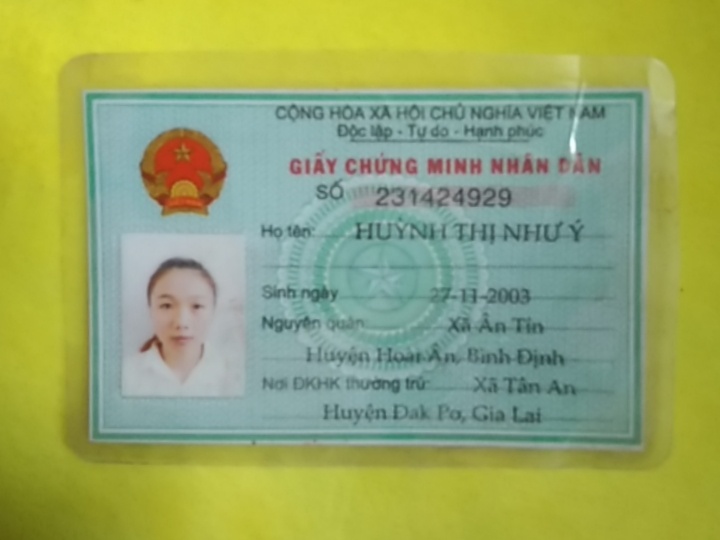 CỘNG HÒA XÃ HỘI CHỦ NGHĨA VIỆT NAM
Độc lập - Tự do - Hạnh phúc
GIẤY CHỨNG MINH NHÂN DÂN
SỐ 231424929
Họ tên: HUỲNH THỊ NHƯ Ý
Sinh ngày 27-11-2003
Nguyên quán Xã Ân Tín
Huyện Hoài Ân, Bình Định
Nơi ĐKHK thường trú: Xã Tân An
Huyện Đak Pơ, Gia Lai